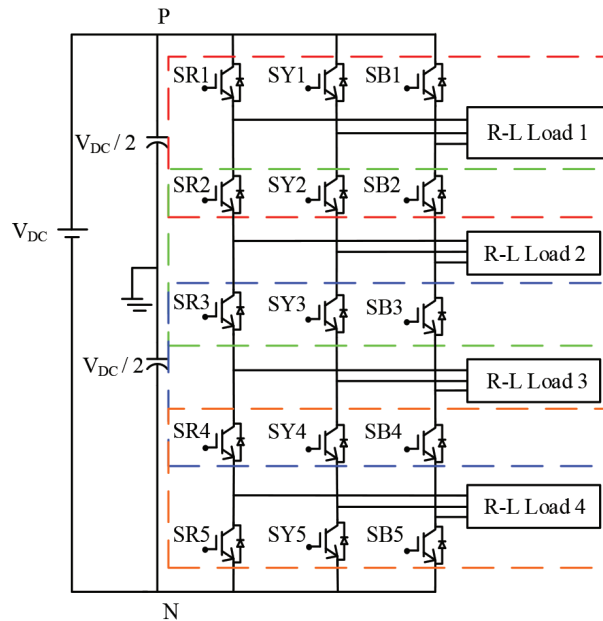 P
SR1 SY1 SB1
R-L Load 1
V_DC / 2
SR2 SY2 SB2
V_DC
R-L Load 2
SR3 SY3 SB3
V_DC / 2
R-L Load 3
SR4 SY4 SB4
R-L Load 4
SR5 SY5 SB5
N